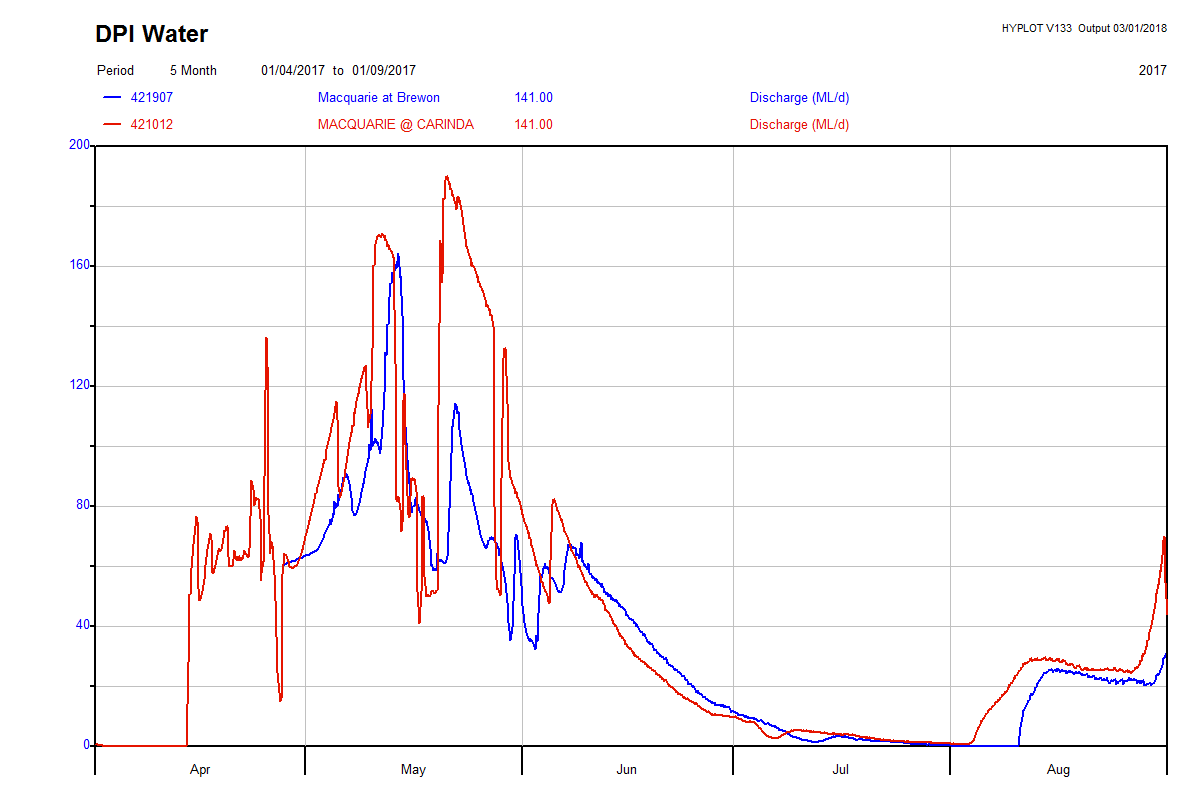 DPI Water
HYPLOT V133 Output 03/01/2018
Period 5 Month 01/04/2017 to 01/09/2017 2017
421907 Macquarie at Brewon 141.00 Discharge (ML/d)
421012 MACQUARIE @ CARINDA 141.00 Discharge (ML/d)
200
160
120
80
40
0
Apr May Jun Jul Aug